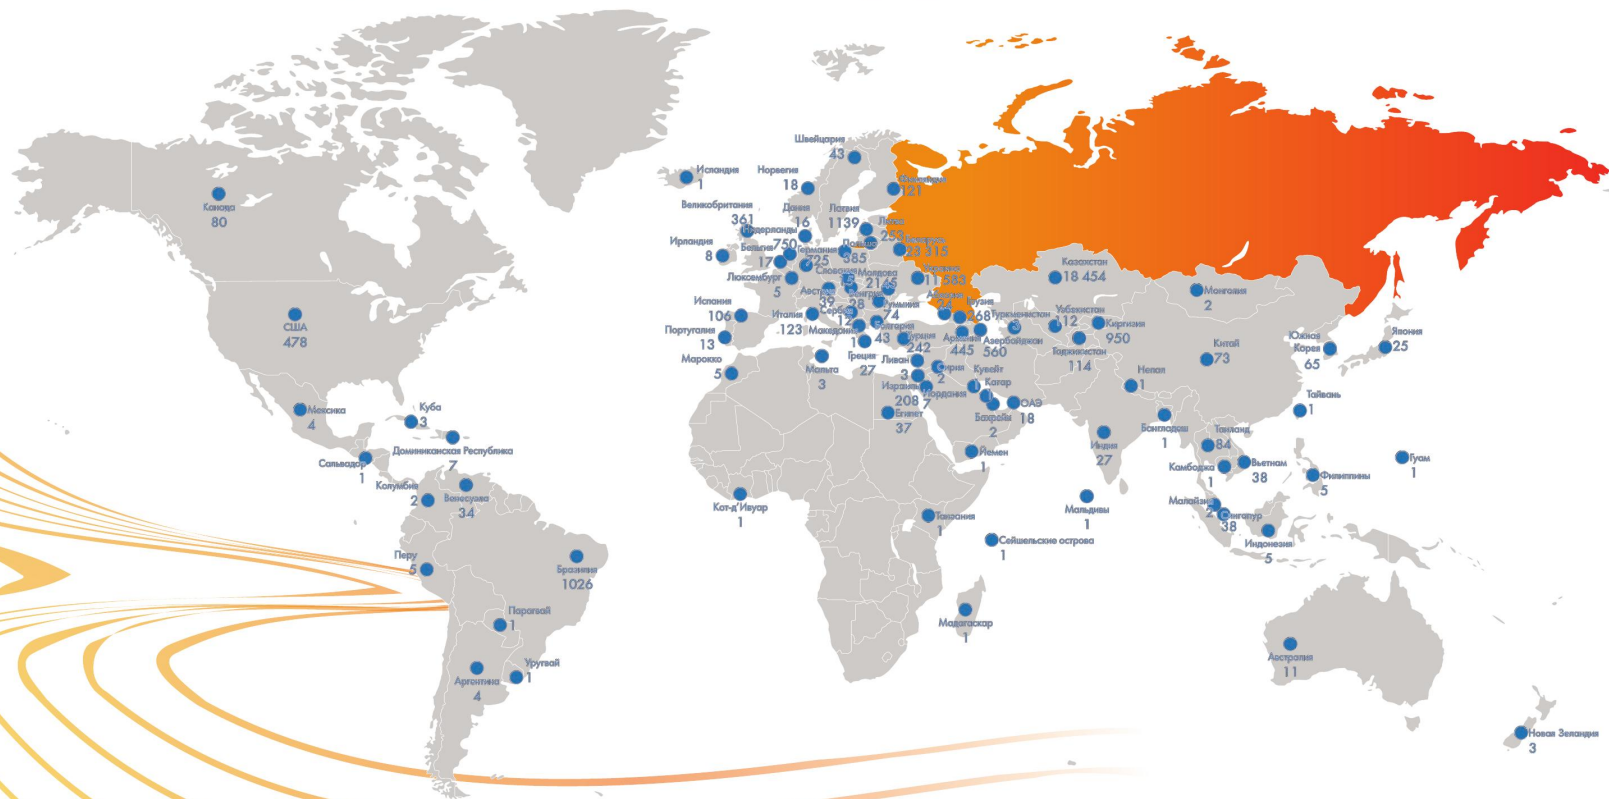 Швейцария
43
Исландия
1
Норвегия
18
121
Канада
80
Великобритания
361
Дания
16
Латвия
1139
Литва
253
Нидерланды
750
Ирландия
8
Бельгия
17
Германия
725
Польша
385
Беларусь
23 315
Люксембург
5
Словения
Молдова
Украина
11 583
Казахстан
18 454
Монголия
2
Австрия
39
Венгрия
28
Румыния
74
Испания
106
Италия
123
Сербия
12
Грузия
268
Туркменистан
Узбекистан
112
Киргизия
950
США
478
Португалия
13
Македония
1
Болгария
43
Турция
242
Армения
445
Азербайджан
560
Таджикистан
114
Китай
73
Южная
Корея
65
Япония
25
Марокко
5
Мальта
3
Греция
27
Ливан
3
Сирия
2
Кувейт
1
Катар
1
Непал
1
Израиль
208
Иордания
7
Бахрейн
2
ОАЭ
18
Тайвань
1
Мексика
4
Куба
3
Египет
37
Бангладеш
1
Доминиканская Республика
7
Сальвадор
1
Йемен
1
Индия
27
Таиланд
84
Камбоджа
1
Вьетнам
38
Гуам
1
Филиппины
5
Колумбия
2
Венесуэла
34
Кот-д’Ивуар
1
Танзания
1
Мальдивы
1
Малайзия
2
Сингапур
38
Индонезия
5
Сейшельские острова
1
Перу
5
Бразилия
1026
Парагвай
1
Мадагаскар
1
Уругвай
1
Аргентина
4
Австралия
11
Новая Зеландия
3